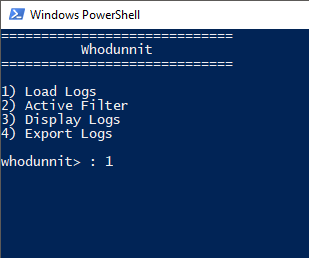 Windows PowerShell
=============================
Whodunnit
=============================
1) Load Logs
2) Active Filter
3) Display Logs
4) Export Logs
whodunnit> : 1